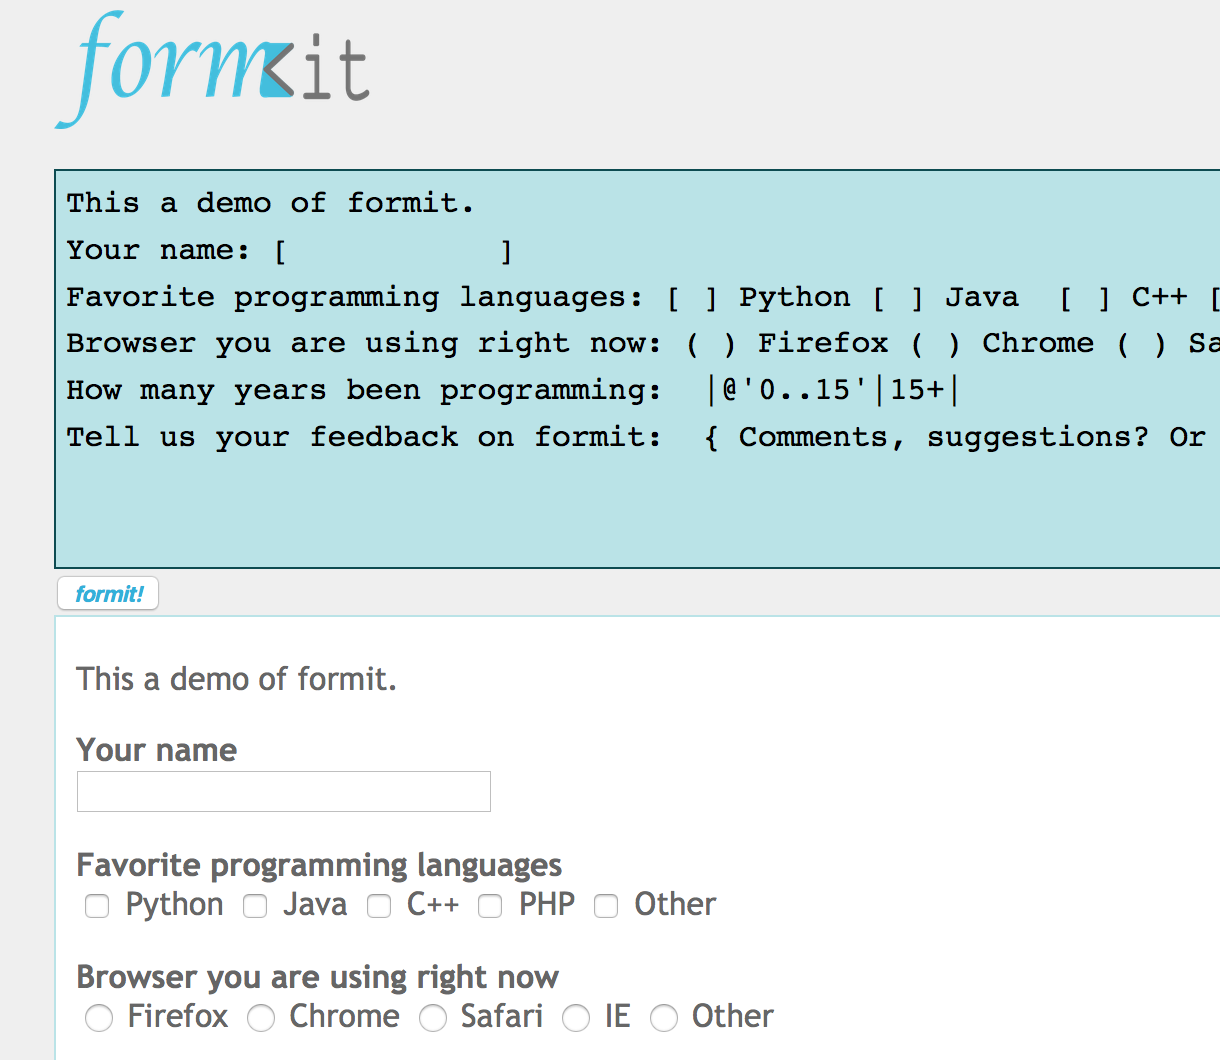 form<it
This a demo of formit.
Your name: [            ]
Favorite programming languages: [ ] Python [ ] Java  [ ] C++ [
Browser you are using right now: ( ) Firefox ( ) Chrome ( ) Sa
How many years been programming:  |@'0..15'|15+|
Tell us your feedback on formit:  { Comments, suggestions? Or
formit!
This a demo of formit.
Your name
Favorite programming languages
Python Java C++ PHP Other
Browser you are using right now
Firefox Chrome Safari IE Other